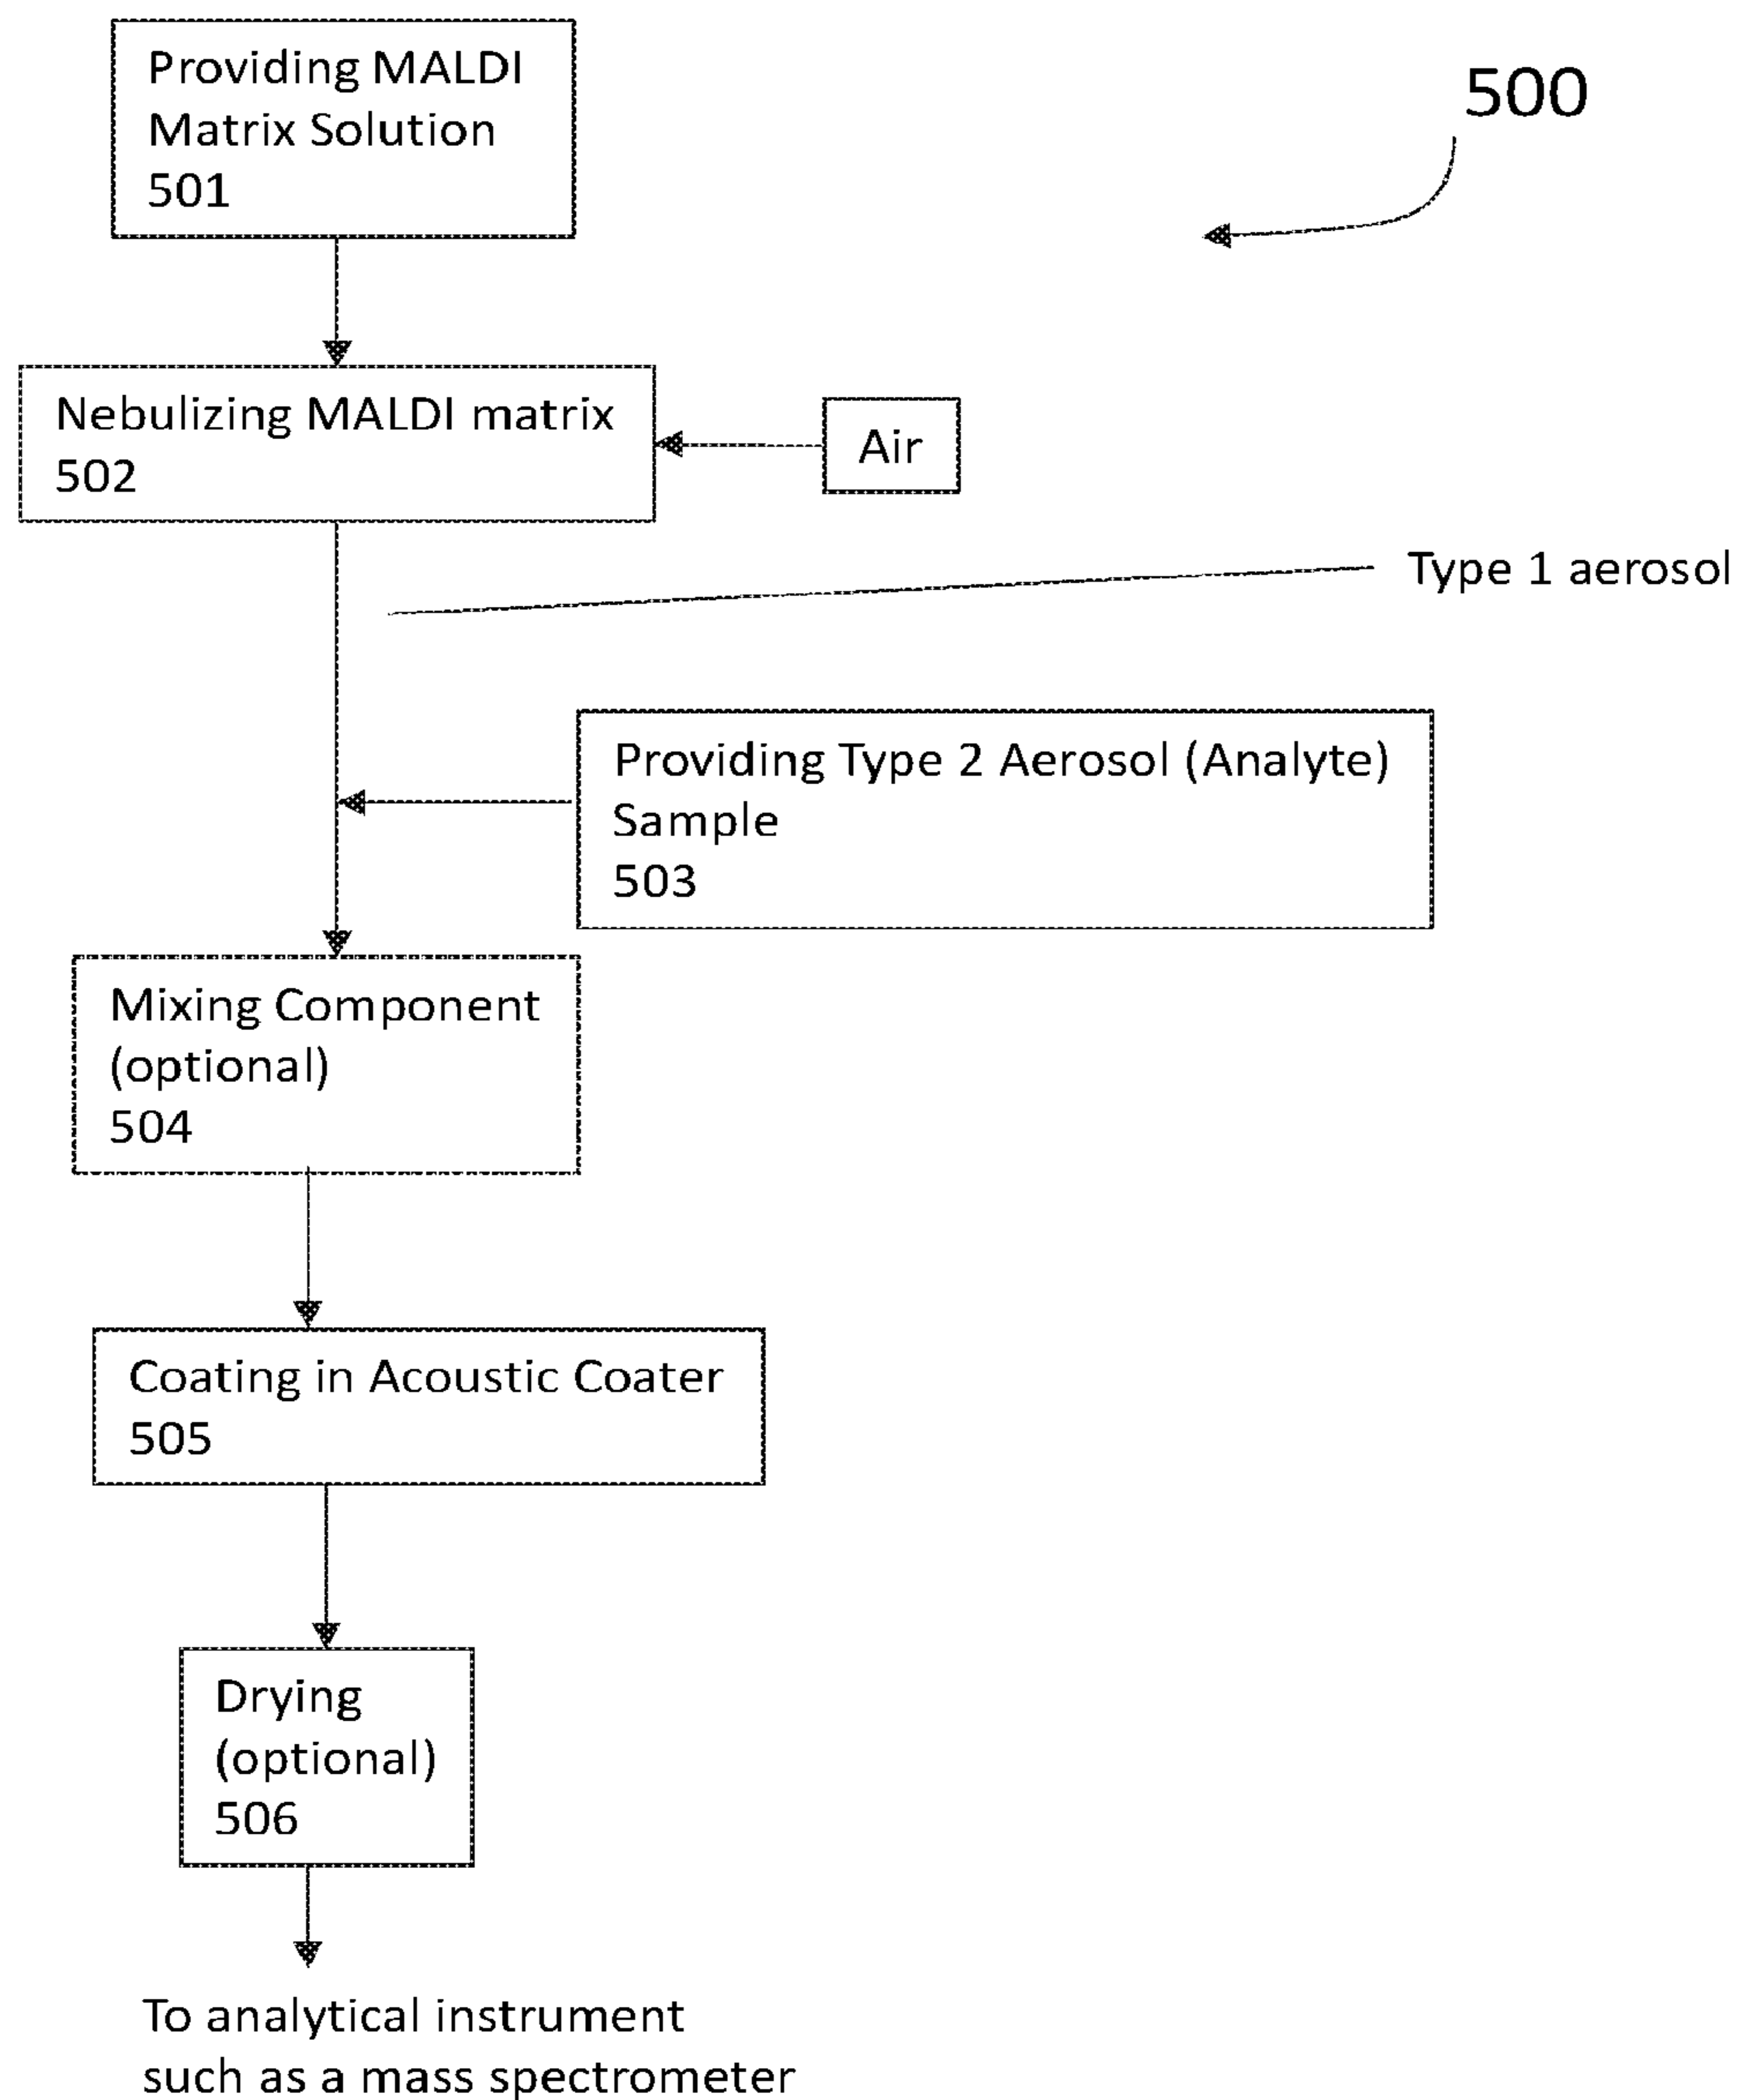 Providing MALDI
Matrix Solution
501
500
Nebulizing MALDI matrix
502
Air
Type 1 aerosol
Providing Type 2 Aerosol (Analyte)
Sample
503
Mixing Component
(optional)
504
Coating in Acoustic Coater
505
Drying
(optional)
506
To analytical instrument
such as a mass spectrometer